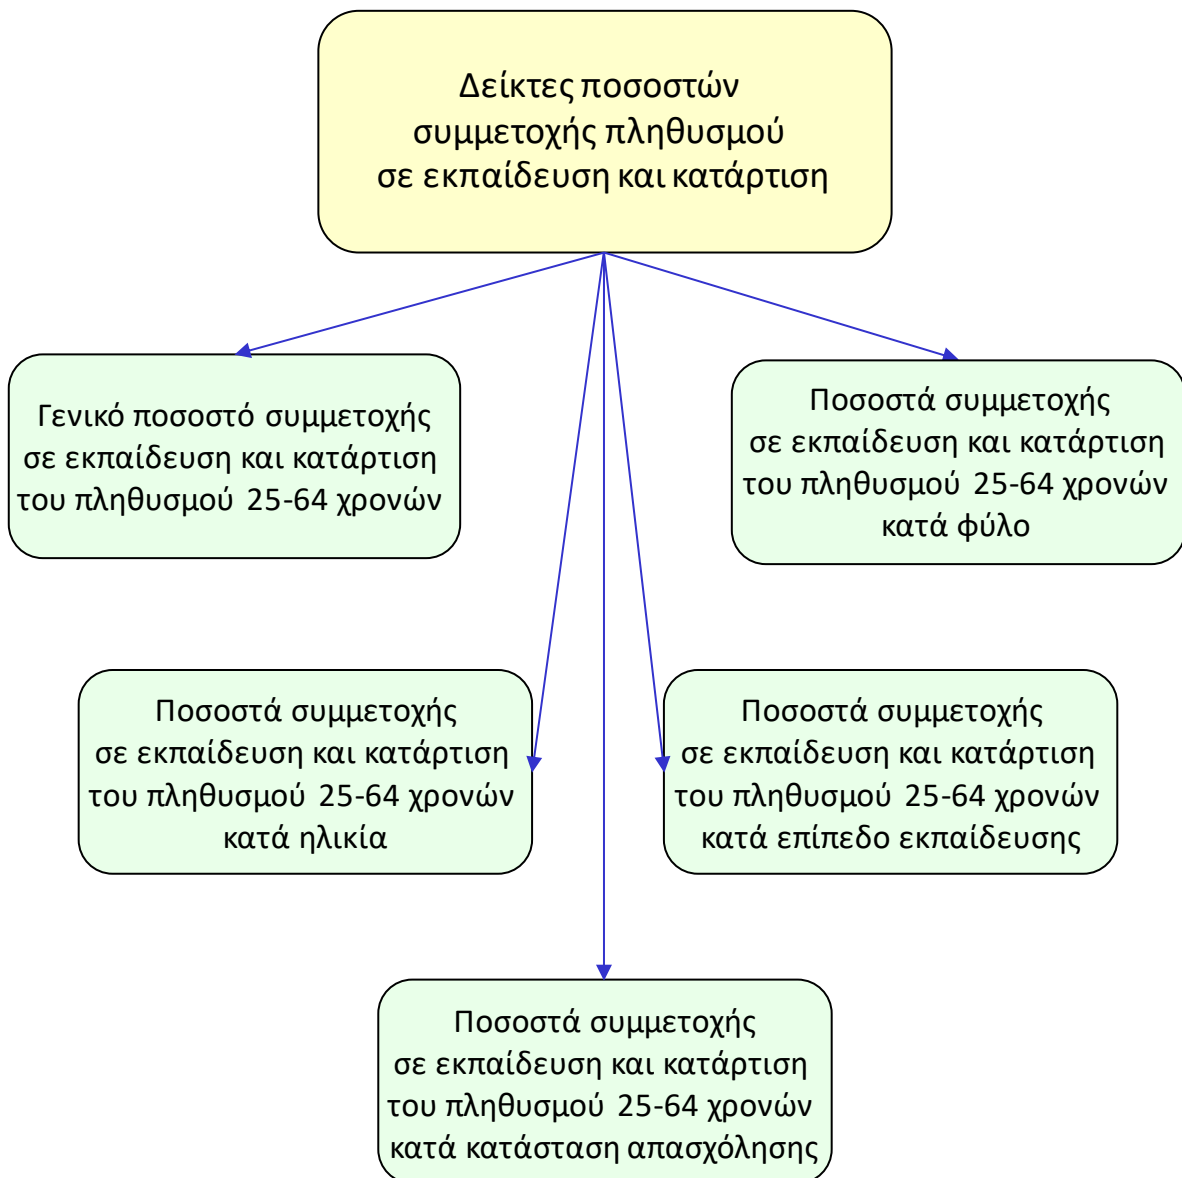 Δείκτες ποσοστών
συμμετοχής πληθυσμού
σε εκπαίδευση και κατάρτιση
Γενικό ποσοστό συμμετοχής
σε εκπαίδευση και κατάρτιση
του πληθυσμού 25-64 χρονών
Ποσοστά συμμετοχής
σε εκπαίδευση και κατάρτιση
του πληθυσμού 25-64 χρονών
κατά φύλο
Ποσοστά συμμετοχής
σε εκπαίδευση και κατάρτιση
του πληθυσμού 25-64 χρονών
κατά ηλικία
Ποσοστά συμμετοχής
σε εκπαίδευση και κατάρτιση
του πληθυσμού 25-64 χρονών
κατά επίπεδο εκπαίδευσης
Ποσοστά συμμετοχής
σε εκπαίδευση και κατάρτιση
του πληθυσμού 25-64 χρονών
κατά κατάσταση απασχόλησης